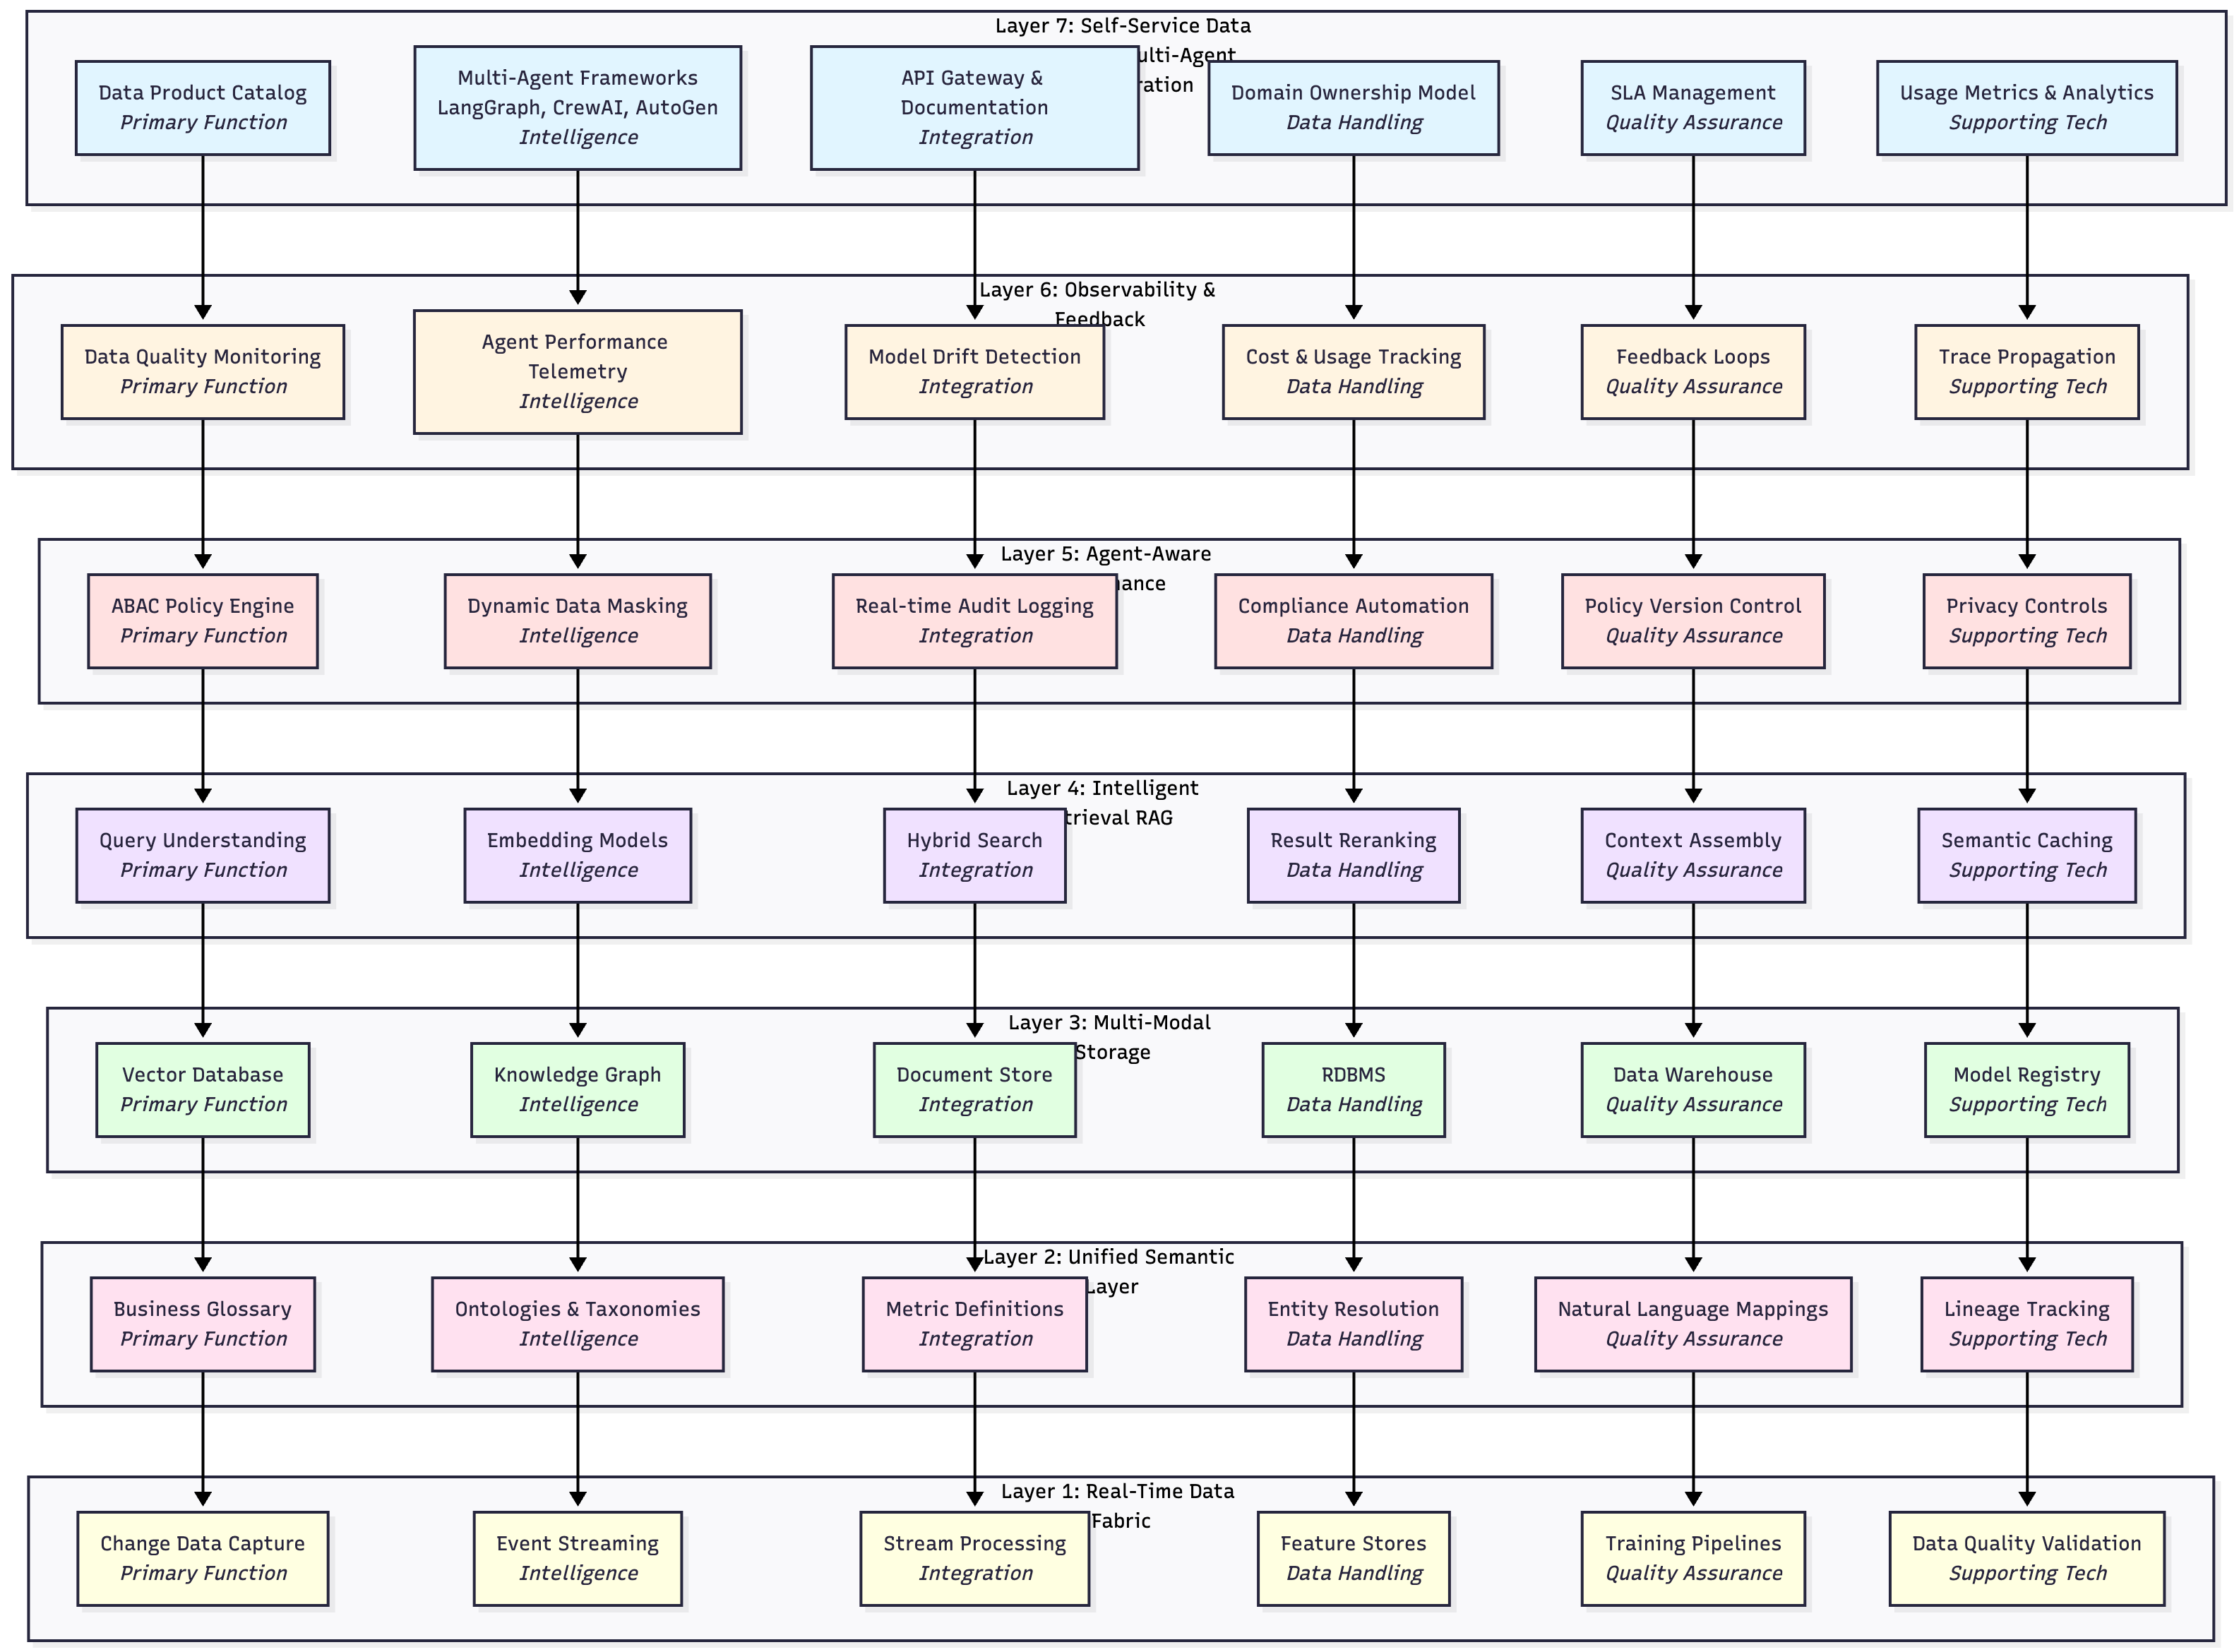 Layer 7: Self-Service Data
ulti-Agent
ration
Data Product Catalog
Primary Function
Multi-Agent Frameworks
LangGraph, CrewAI, AutoGen
Intelligence
API Gateway &
Documentation
Integration
Domain Ownership Model
Data Handling
SLA Management
Quality Assurance
Usage Metrics & Analytics
Supporting Tech
Layer 6: Observability &
Feedback
Data Quality Monitoring
Primary Function
Agent Performance
Telemetry
Intelligence
Model Drift Detection
Integration
Cost & Usage Tracking
Data Handling
Feedback Loops
Quality Assurance
Trace Propagation
Supporting Tech
Layer 5: Agent-Aware
nance
ABAC Policy Engine
Primary Function
Dynamic Data Masking
Intelligence
Real-time Audit Logging
Integration
Compliance Automation
Data Handling
Policy Version Control
Quality Assurance
Privacy Controls
Supporting Tech
Layer 4: Intelligent
trieval RAG
Query Understanding
Primary Function
Embedding Models
Intelligence
Hybrid Search
Integration
Result Reranking
Data Handling
Context Assembly
Quality Assurance
Semantic Caching
Supporting Tech
Layer 3: Multi-Modal
Storage
Vector Database
Primary Function
Knowledge Graph
Intelligence
Document Store
Integration
RDBMS
Data Handling
Data Warehouse
Quality Assurance
Model Registry
Supporting Tech
Layer 2: Unified Semantic
Layer
Business Glossary
Primary Function
Ontologies & Taxonomies
Intelligence
Metric Definitions
Integration
Entity Resolution
Data Handling
Natural Language Mappings
Quality Assurance
Lineage Tracking
Supporting Tech
Layer 1: Real-Time Data
Fabric
Change Data Capture
Primary Function
Event Streaming
Intelligence
Stream Processing
Integration
Feature Stores
Data Handling
Training Pipelines
Quality Assurance
Data Quality Validation
Supporting Tech